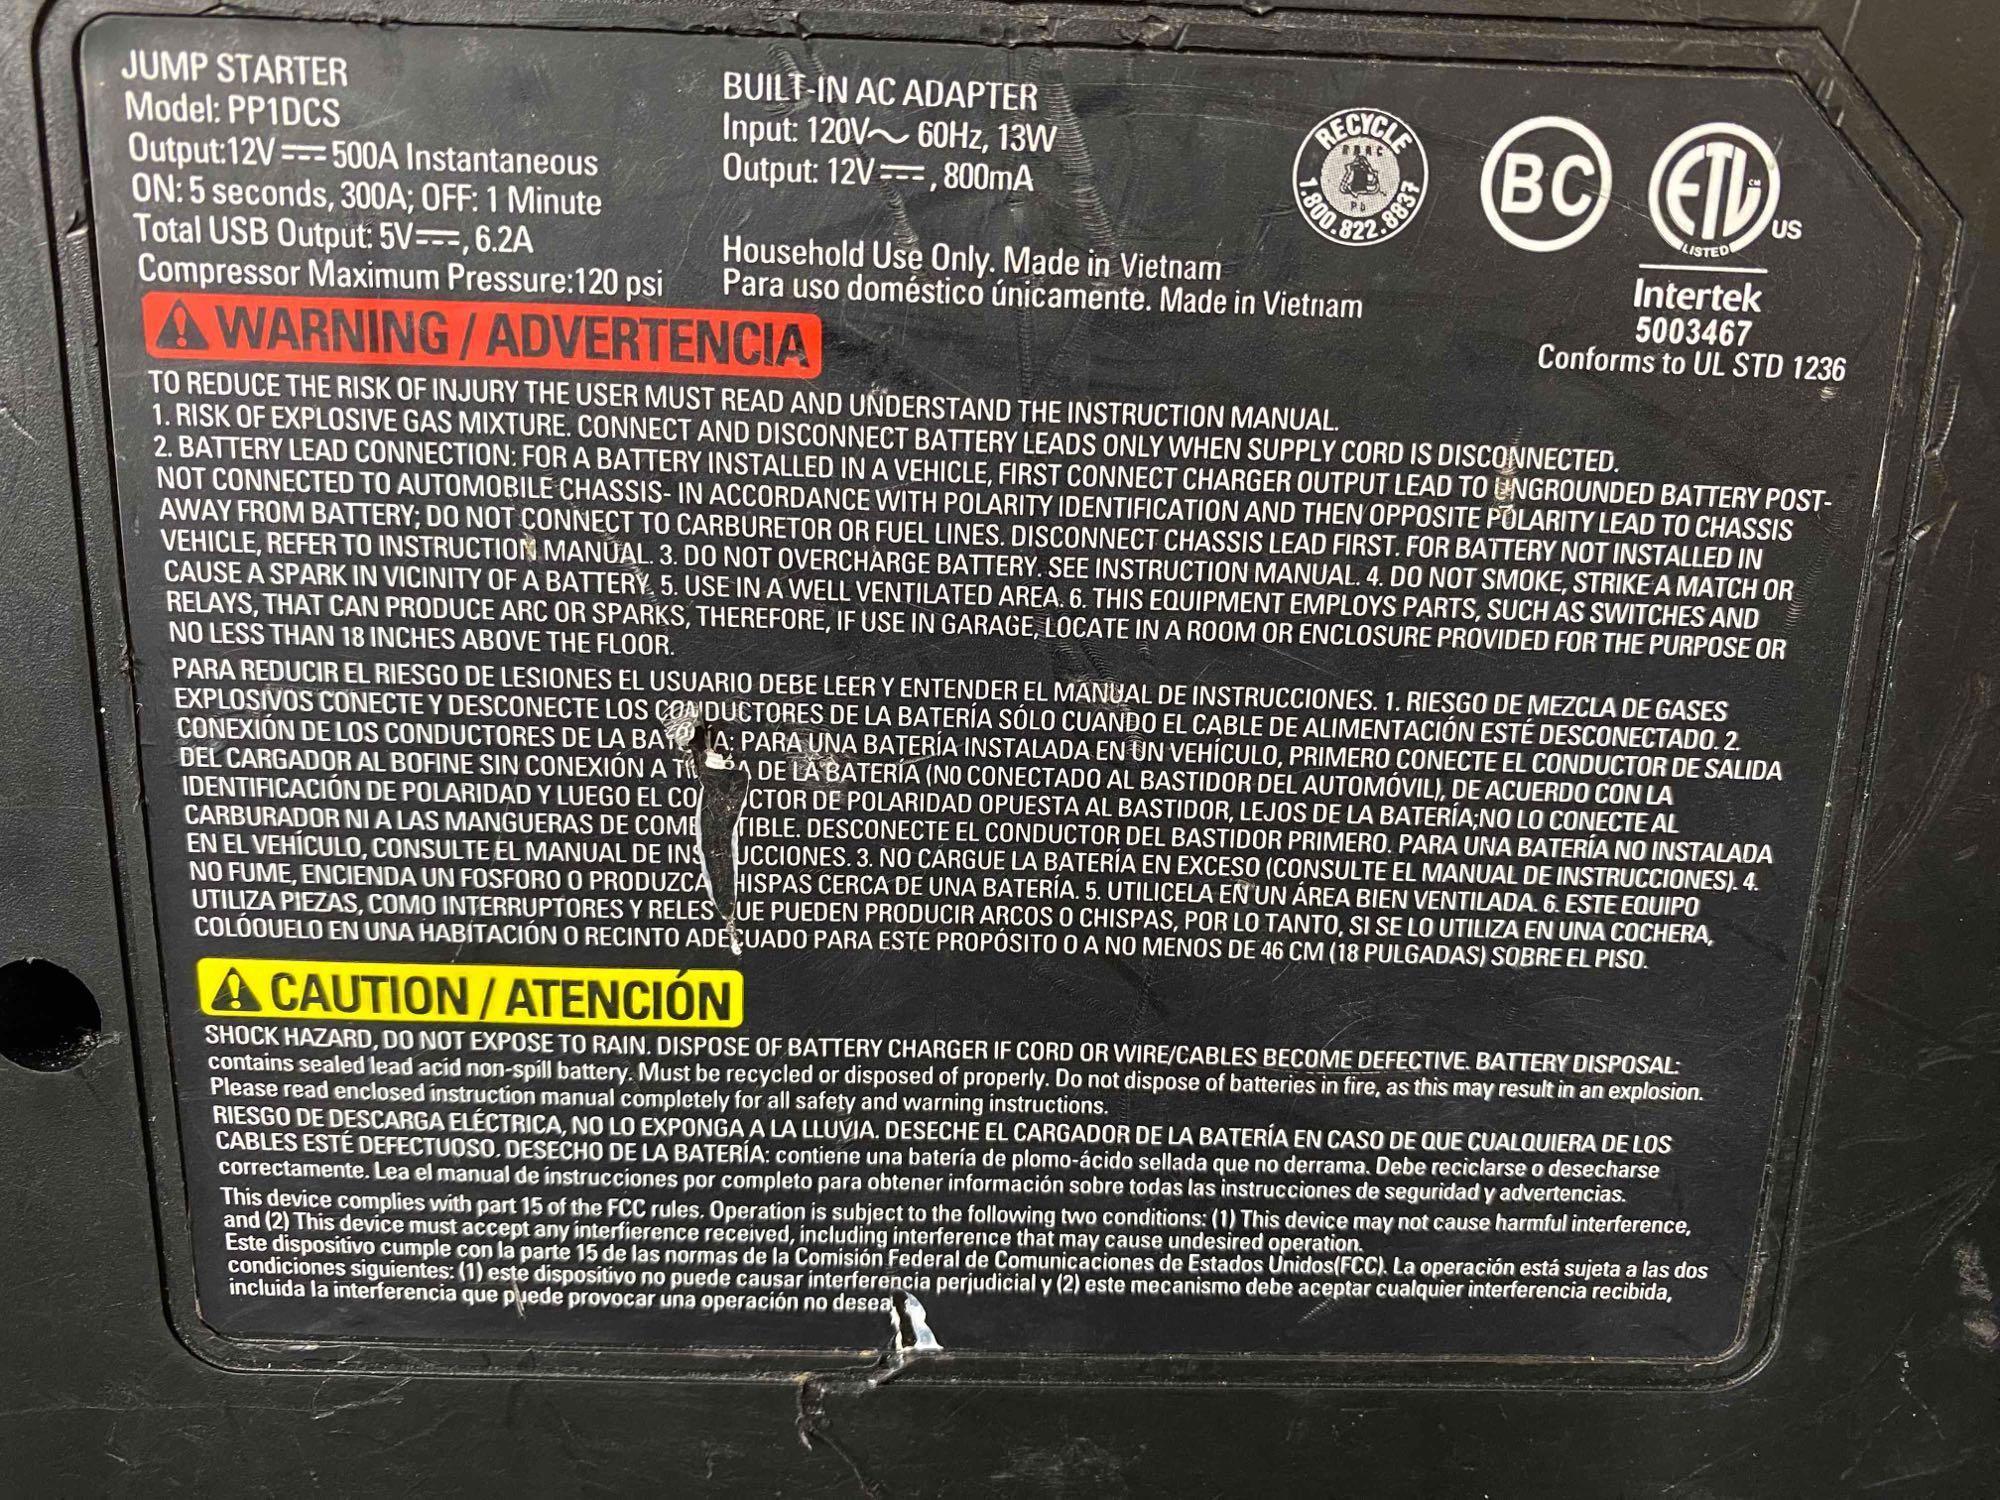 JUMP STARTER
Model: PP1DCS
Output:12V⎓500A Instantaneous
ON: 5 seconds, 300A; OFF: 1 Minute
Total USB Output: 5V⎓, 6.2A
Compressor Maximum Pressure:120 psi
BUILT-IN AC ADAPTER
Input: 120V～ 60Hz, 13W
Output: 12V⎓, 800mA
Household Use Only. Made in Vietnam
Para uso doméstico únicamente. Made in Vietnam
RECYCLE
RBRC
Pb
1.800.822.8837
BC
ETL CM
LISTED
US
Intertek
5003467
Conforms to UL STD 1236
WARNING / ADVERTENCIA
TO REDUCE THE RISK OF INJURY THE USER MUST READ AND UNDERSTAND THE INSTRUCTION MANUAL.
1. RISK OF EXPLOSIVE GAS MIXTURE. CONNECT AND DISCONNECT BATTERY LEADS ONLY WHEN SUPPLY CORD IS DISCONNECTED.
2. BATTERY LEAD CONNECTION: FOR A BATTERY INSTALLED IN A VEHICLE, FIRST CONNECT CHARGER OUTPUT LEAD TO UNGROUNDED BATTERY POST-
NOT CONNECTED TO AUTOMOBILE CHASSIS- IN ACCORDANCE WITH POLARITY IDENTIFICATION AND THEN OPPOSITE POLARITY LEAD TO CHASSIS
AWAY FROM BATTERY; DO NOT CONNECT TO CARBURETOR OR FUEL LINES. DISCONNECT CHASSIS LEAD FIRST. FOR BATTERY NOT INSTALLED IN
VEHICLE, REFER TO INSTRUCTION MANUAL. 3. DO NOT OVERCHARGE BATTERY. SEE INSTRUCTION MANUAL. 4. DO NOT SMOKE, STRIKE A MATCH OR
CAUSE A SPARK IN VICINITY OF A BATTERY. 5. USE IN A WELL VENTILATED AREA. 6. THIS EQUIPMENT EMPLOYS PARTS, SUCH AS SWITCHES AND
RELAYS, THAT CAN PRODUCE ARC OR SPARKS, THEREFORE, IF USE IN GARAGE, LOCATE IN A ROOM OR ENCLOSURE PROVIDED FOR THE PURPOSE OR
NO LESS THAN 18 INCHES ABOVE THE FLOOR.
PARA REDUCIR EL RIESGO DE LESIONES EL USUARIO DEBE LEER Y ENTENDER EL MANUAL DE INSTRUCCIONES. 1. RIESGO DE MEZCLA DE GASES
EXPLOSIVOS CONECTE Y DESCONECTE LOS CONDUCTORES DE LA BATERÍA SÓLO CUANDO EL CABLE DE ALIMENTACIÓN ESTÉ DESCONECTADO. 2.
CONEXIÓN DE LOS CONDUCTORES DE LA PARA UNA BATERÍA INSTALADA EN UN VEHÍCULO, PRIMERO CONECTE EL CONDUCTOR DE SALIDA
DEL CARGADOR AL BOFINE SIN CONEXIÓN A DE LA BATERÍA (NO CONECTADO AL BASTIDOR DEL AUTOMÓVIL), DE ACUERDO CON LA
IDENTIFICACIÓN DE POLARIDAD Y LUEGO EL DE POLARIDAD OPUESTA AL BASTIDOR, LEJOS DE LA BATERÍA;NO LO CONECTE AL
CARBURADOR NI A LAS MANGUERAS DE DESCONECTE EL CONDUCTOR DEL BASTIDOR PRIMERO. PARA UNA BATERÍA NO INSTALADA
EN EL VEHÍCULO, CONSULTE EL MANUAL DE 3. NO CARGUE LA BATERÍA EN EXCESO (CONSULTE EL MANUAL DE INSTRUCCIONES). 4.
NO FUME, ENCIENDA UN FOSFORO O PRODUZCA CERCA DE UNA BATERÍA. 5. UTILICELA EN UN ÁREA BIEN VENTILADA. 6. ESTE EQUIPO
UTILIZA PIEZAS, COMO INTERRUPTORES Y RELES PUEDEN PRODUCIR ARCOS O CHISPAS, POR LO TANTO, SI SE LO UTILIZA EN UNA COCHERA,
COLÓQUELO EN UNA HABITACIÓN O RECINTO ADECUADO PARA ESTE PROPÓSITO O A NO MENOS DE 46 CM (18 PULGADAS) SOBRE EL PISO.
CAUTION / ATENCIÓN
SHOCK HAZARD, DO NOT EXPOSE TO RAIN. DISPOSE OF BATTERY CHARGER IF CORD OR WIRE/CABLES BECOME DEFECTIVE. BATTERY DISPOSAL:
contains sealed lead acid non-spill battery. Must be recycled or disposed of properly. Do not dispose of batteries in fire, as this may result in an explosion.
Please read enclosed instruction manual completely for all safety and warning instructions.
RIESGO DE DESCARGA ELÉCTRICA, NO LO EXPONGA A LA LLUVIA. DESECHE EL CARGADOR DE LA BATERÍA EN CASO DE QUE CUALQUIERA DE LOS
CABLES ESTÉ DEFECTUOSO. DESECHO DE LA BATERÍA: contiene una batería de plomo-ácido sellada que no derrama. Debe reciclarse o desecharse
correctamente. Lea el manual de instrucciones por completo para obtener información sobre todas las instrucciones de seguridad y advertencias.
This device complies with part 15 of the FCC rules. Operation is subject to the following two conditions: (1) This device may not cause harmful interference,
and (2) This device must accept any interfierence received, including interference that may cause undesired operation.
Este dispositivo cumple con la parte 15 de las normas de la Comisión Federal de Comunicaciones de Estados Unidos(FCC). La operación está sujeta a las dos
condiciones siguientes: (1) este dispositivo no puede causar interferencia perjudicial y (2) este mecanismo debe aceptar cualquier interferencia recibida,
incluida la interferencia que puede provocar una operación no